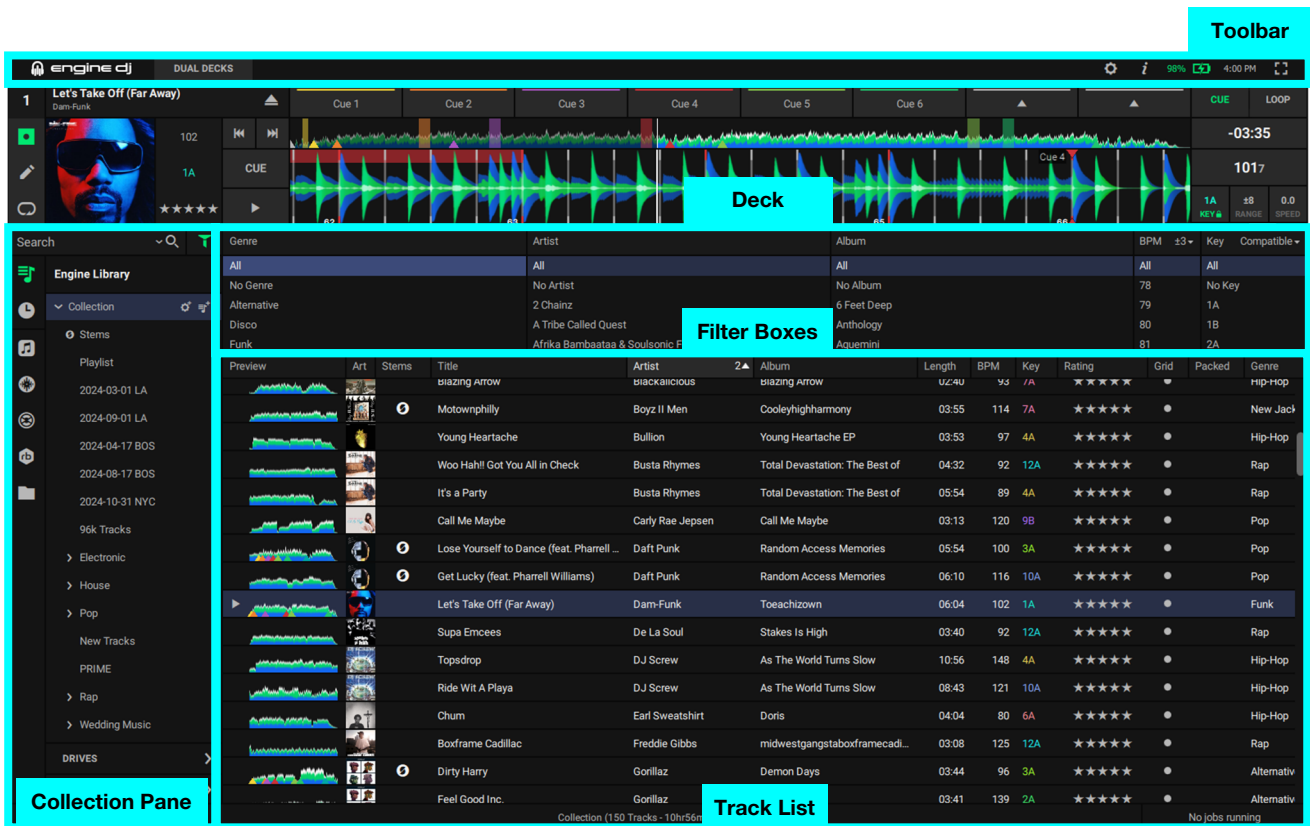 Toolbar
engine dj DUAL DECKS 98% 4:00 PM
1 Let's Take Off (Far Away)
Dam-Funk
Cue 1 Cue 2 Cue 3 Cue 4 Cue 5 Cue 6 CUE LOOP
102 -03:35
1A CUE Cue 4 1017
★★★★★
62 63 65 66
1A ±8 0.0
KEY RANGE SPEED
Deck
Search
Genre Artist Album BPM ±3 Key Compatible
All All All All All
No Genre No Artist No Album 78 No Key
Alternative 2 Chainz 6 Feet Deep 79 1A
Disco A Tribe Called Quest Anthology 80 1B
Funk Afrika Bambaataa & Soulsonic F Aquemini 81 2A
Filter Boxes
Engine Library
Collection
Stems
Playlist
2024-03-01 LA
2024-09-01 LA
2024-04-17 BOS
2024-08-17 BOS
2024-10-31 NYC
96k Tracks
Electronic
House
Pop
New Tracks
PRIME
Rap
Wedding Music
DRIVES
rb
Collection Pane
Preview Art Stems Title Artist 2 Album Length BPM Key Rating Grid Packed Genre
Blazing Arrow Blackalicious Blazing Arrow 02:40 93 7A ★★★★★ Hip-Hop
Motownphilly Boyz II Men Cooleyhighharmony 03:55 114 7A ★★★★★ New Jack
Young Heartache Bullion Young Heartache EP 03:53 97 4A ★★★★★ Hip-Hop
Woo Hah!! Got You All in Check Busta Rhymes Total Devastation: The Best of 04:32 92 12A ★★★★★ Rap
It's a Party Busta Rhymes Total Devastation: The Best of 05:54 89 4A ★★★★★ Rap
Call Me Maybe Carly Rae Jepsen Call Me Maybe 03:13 120 9B ★★★★★ Pop
Lose Yourself to Dance (feat. Pharrell ... Daft Punk Random Access Memories 05:54 100 3A ★★★★★ Pop
Get Lucky (feat. Pharrell Williams) Daft Punk Random Access Memories 06:10 116 10A ★★★★★ Pop
Let's Take Off (Far Away) Dam-Funk Toeachizown 06:04 102 1A ★★★★★ Funk
Supa Emcees De La Soul Stakes Is High 03:40 92 12A ★★★★★ Rap
Topsdrop DJ Screw As The World Turns Slow 10:56 148 4A ★★★★★ Hip-Hop
Ride Wit A Playa DJ Screw As The World Turns Slow 08:43 121 10A ★★★★★ Hip-Hop
Chum Earl Sweatshirt Doris 04:04 80 6A ★★★★★ Hip-Hop
Boxframe Cadillac Freddie Gibbs midwestgangstaboxframecadi... 03:08 125 12A ★★★★★ Rap
Dirty Harry Gorillaz Demon Days 03:44 96 3A ★★★★★ Alternativ
Feel Good Inc. Gorillaz 03:41 139 2A ★★★★★ Alternativ
Track List
Collection (150 Tracks - 10hr56m No jobs running